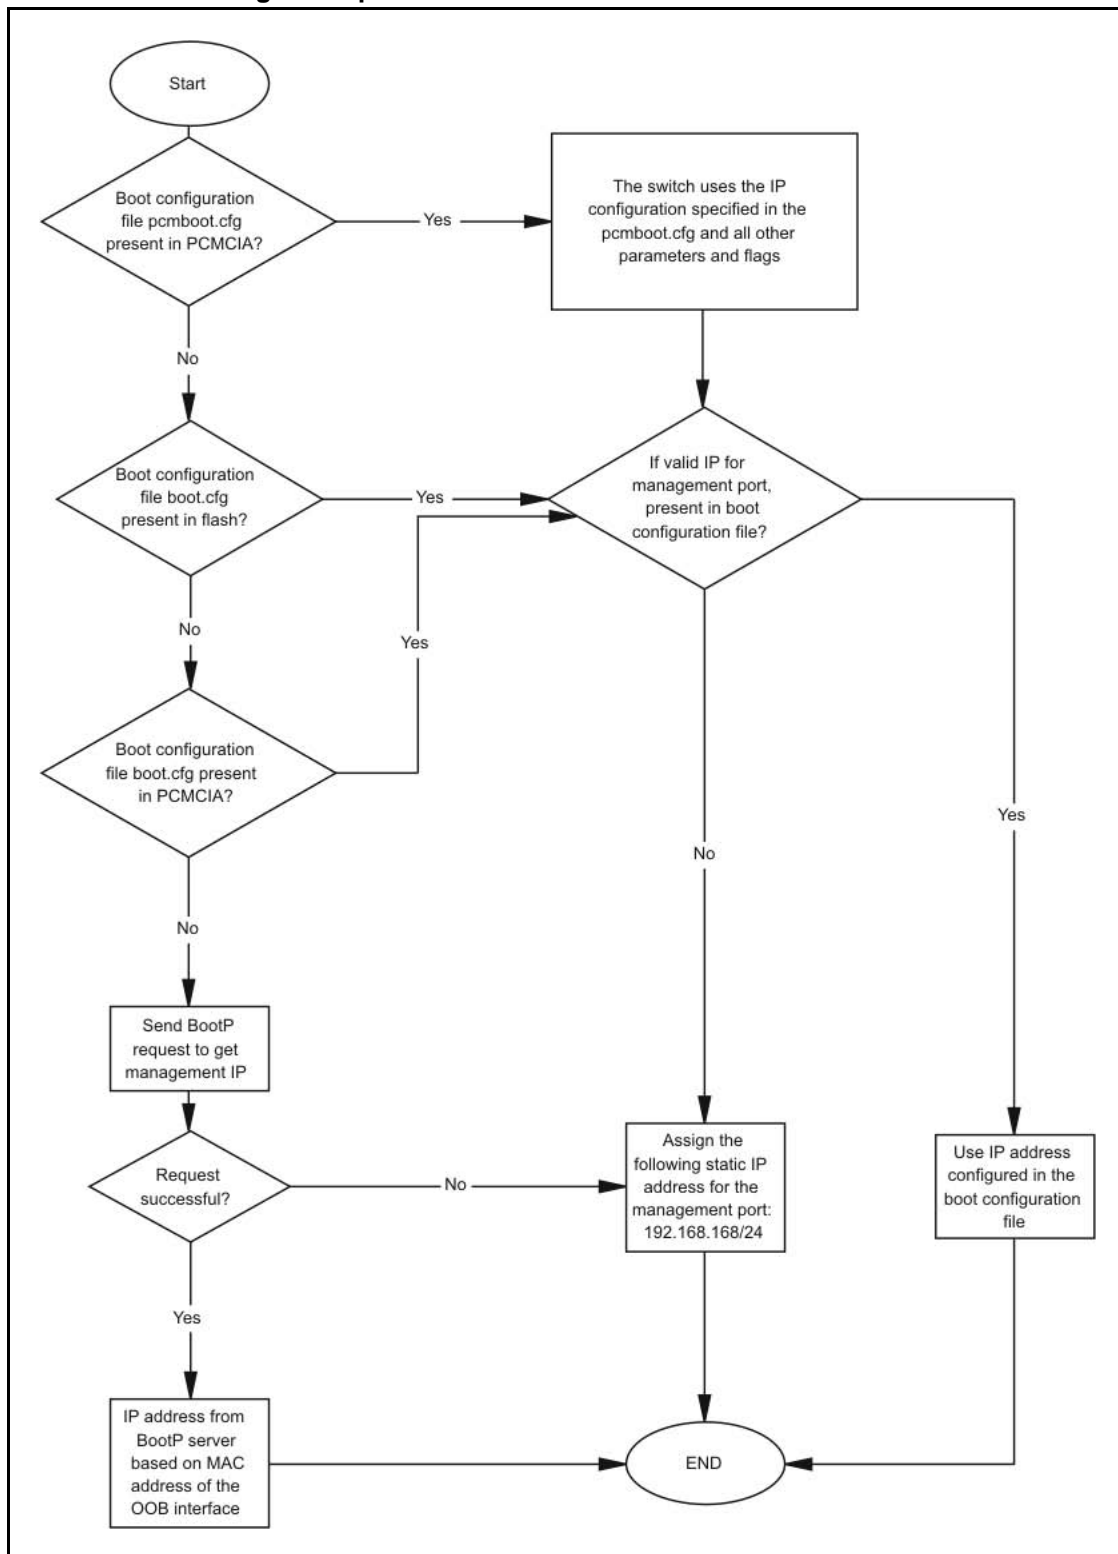 Start
Boot configuration
file pcmboot.cfg
present in PCMCIA?
Yes
The switch uses the IP
configuration specified in the
pcmboot.cfg and all other
parameters and flags
No
Boot configuration
file boot.cfg
present in flash?
Yes
If valid IP for
management port,
present in boot
configuration file?
No
Yes
Boot configuration
file boot.cfg present
in PCMCIA?
Yes
No
No
Send BootP
request to get
management IP
Request
successful?
No
Assign the
following static IP
address for the
management port:
192.168.168/24
Use IP address
configured in the
boot configuration
file
Yes
IP address from
BootP server
based on MAC
address of the
OOB interface
END